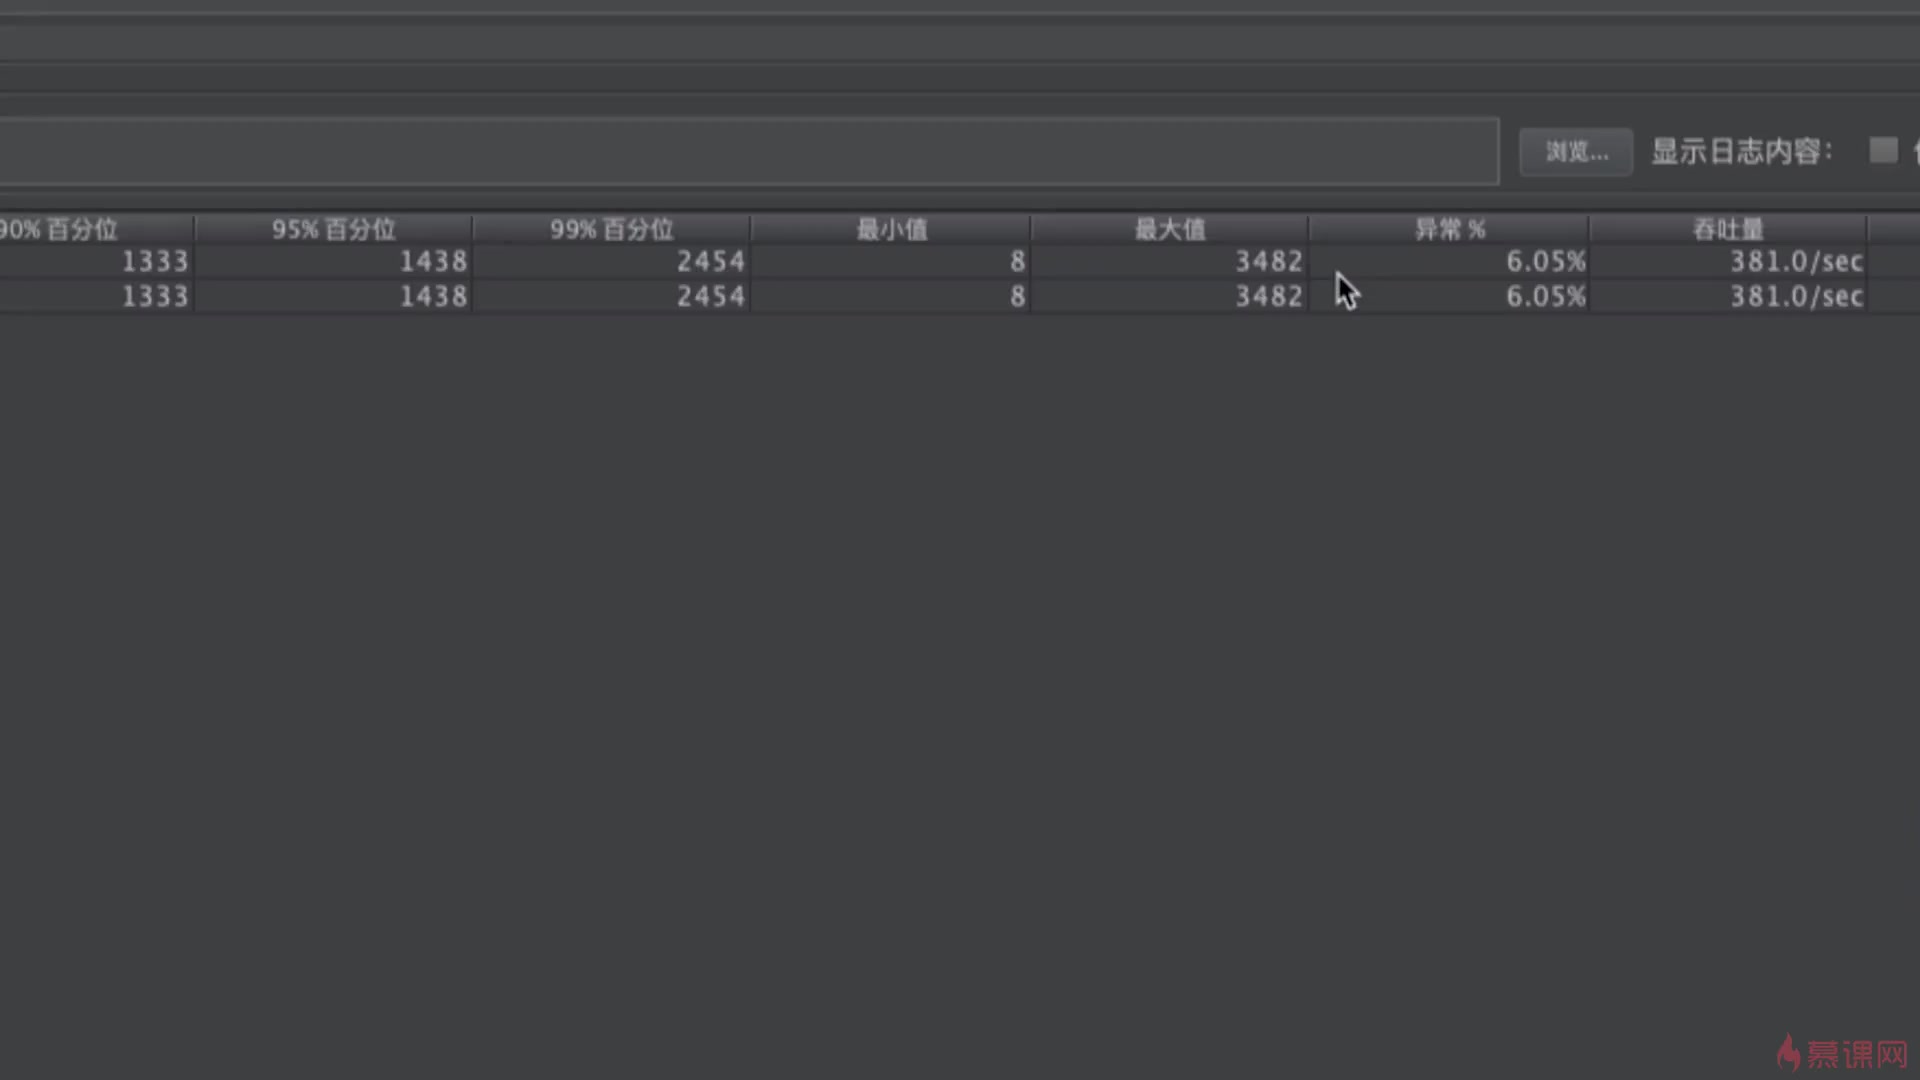 浏览... 显示日志内容：
90% 百分位 95% 百分位 99% 百分位 最小值 最大值 异常 % 吞吐量
1333 1438 2454 8 3482 6.05% 381.0/sec
1333 1438 2454 8 3482 6.05% 381.0/sec
慕课网